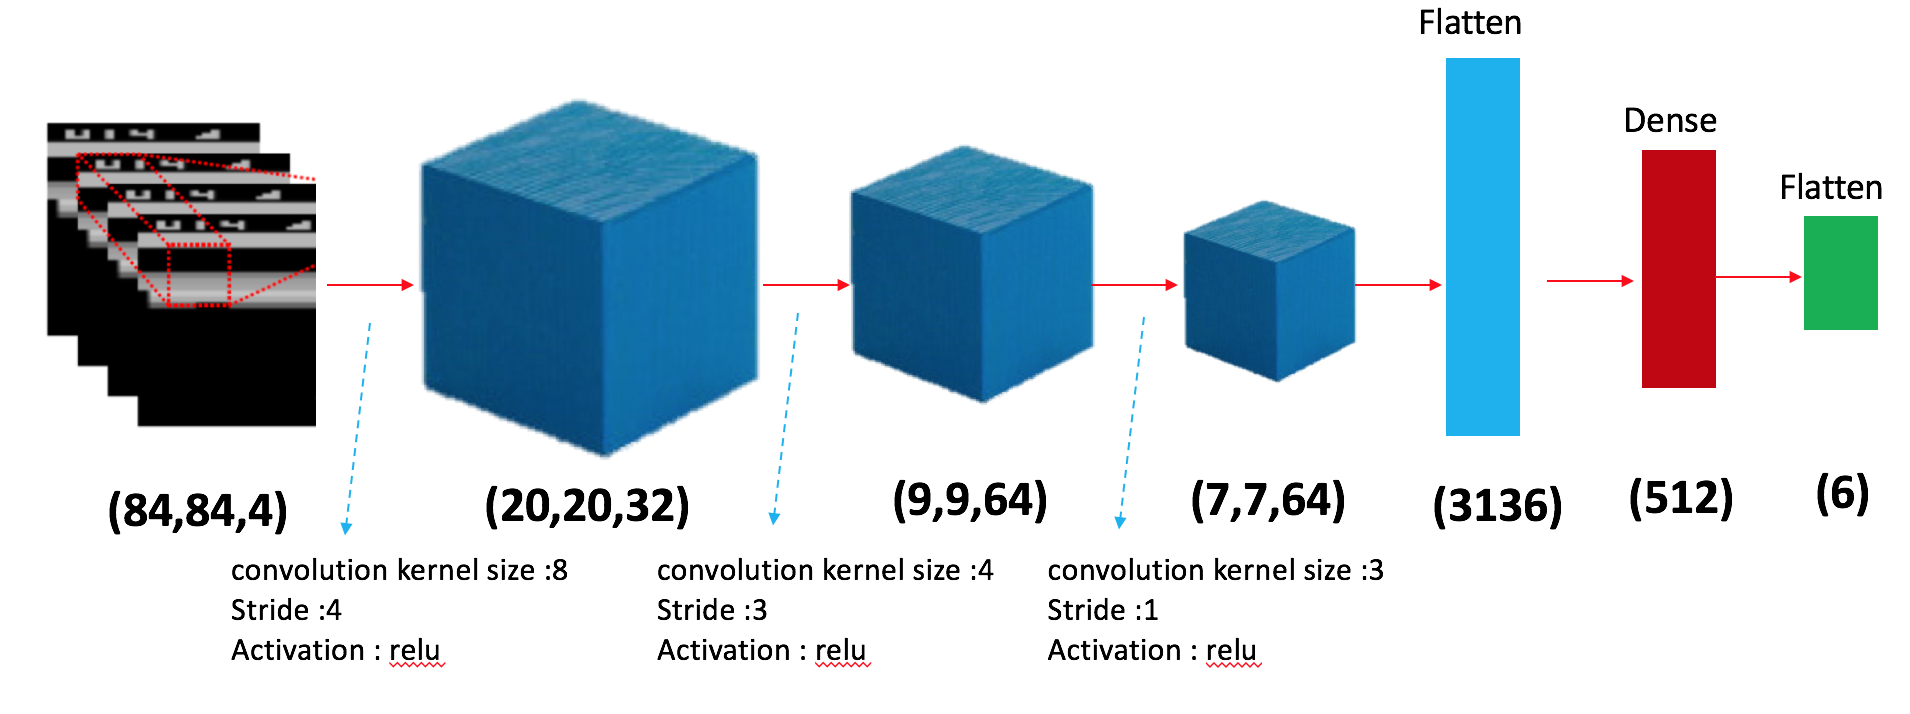 Flatten
Dense
Flatten
(84,84,4)
(20,20,32)
(9,9,64)
(7,7,64)
(3136)
(512)
(6)
convolution kernel size :8
Stride :4
Activation : relu
convolution kernel size :4
Stride :3
Activation : relu
convolution kernel size :3
Stride :1
Activation : relu